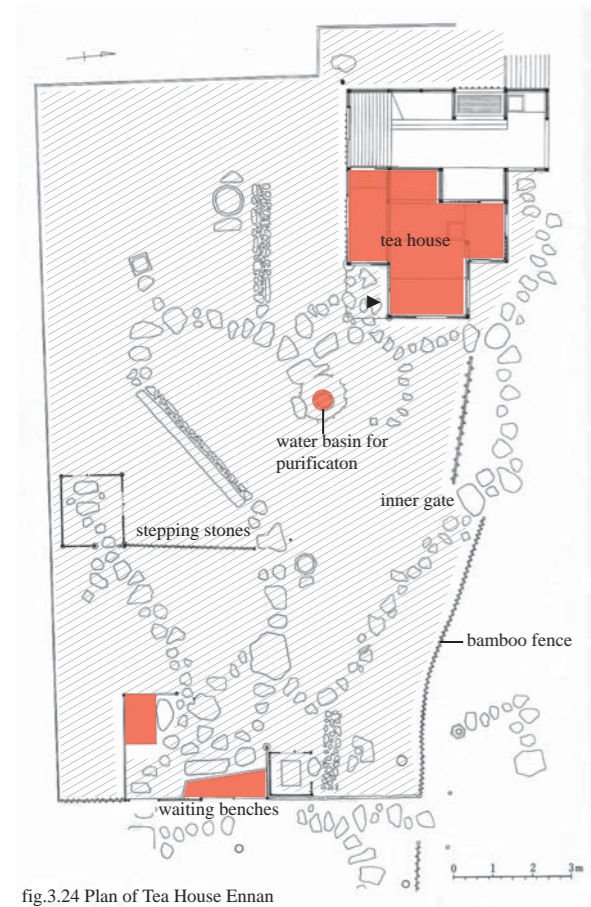 tea house
water basin for
purificaton
inner gate
stepping stones
bamboo fence
waiting benches
0 1 2 3m
fig.3.24 Plan of Tea House Ennan